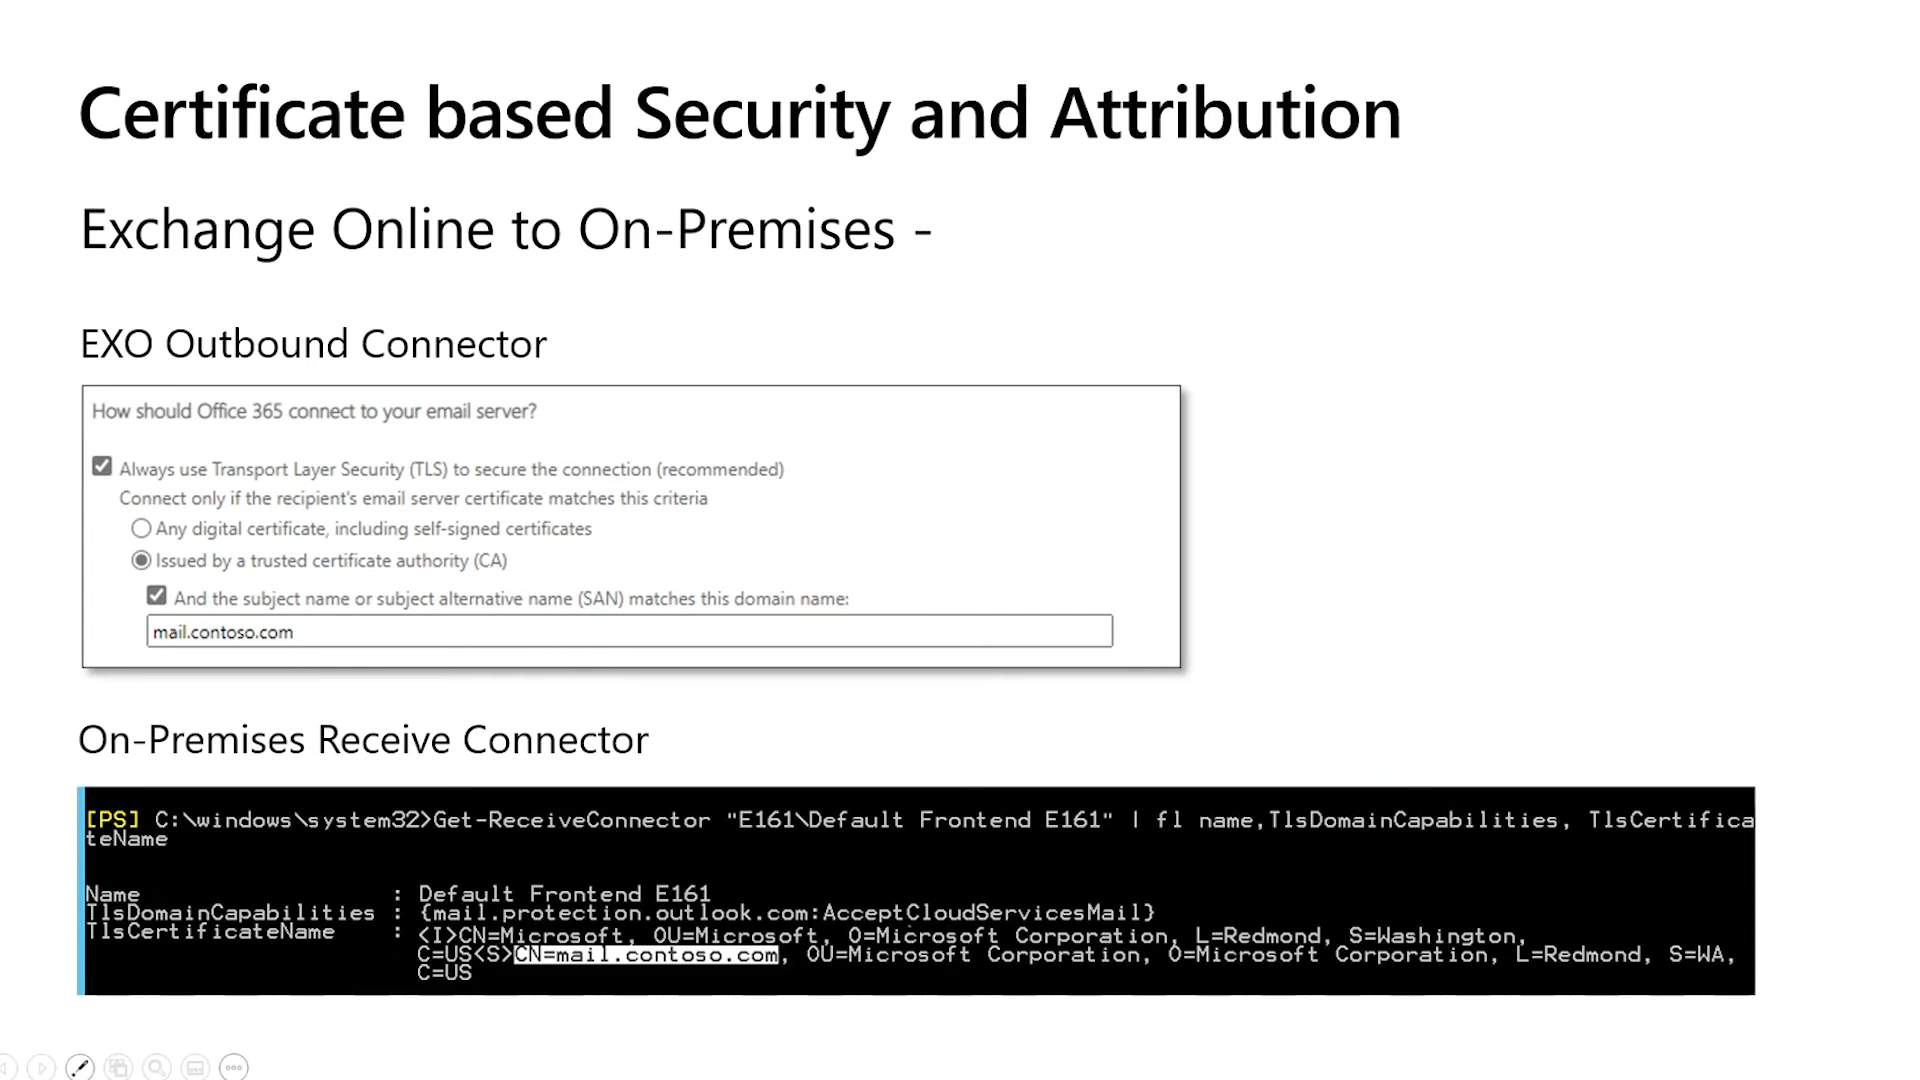 Certificate based Security and Attribution
Exchange Online to On-Premises -
EXO Outbound Connector
How should Office 365 connect to your email server?
Always use Transport Layer Security (TLS) to secure the connection (recommended)
Connect only if the recipient's email server certificate matches this criteria
Any digital certificate, including self-signed certificates
Issued by a trusted certificate authority (CA)
And the subject name or subject alternative name (SAN) matches this domain name:
mail.contoso.com
On-Premises Receive Connector
[PS] C:\windows\system32>Get-ReceiveConnector "E161\Default Frontend E161" | fl name,TlsDomainCapabilities, TlsCertifica
teName
Name : Default Frontend E161
TlsDomainCapabilities : {mail.protection.outlook.com:AcceptCloudServicesMail}
TlsCertificateName : <I>CN=Microsoft, OU=Microsoft, O=Microsoft Corporation, L=Redmond, S=Washington,
C=US<S>CN=mail.contoso.com, OU=Microsoft Corporation, O=Microsoft Corporation, L=Redmond, S=WA,
C=US